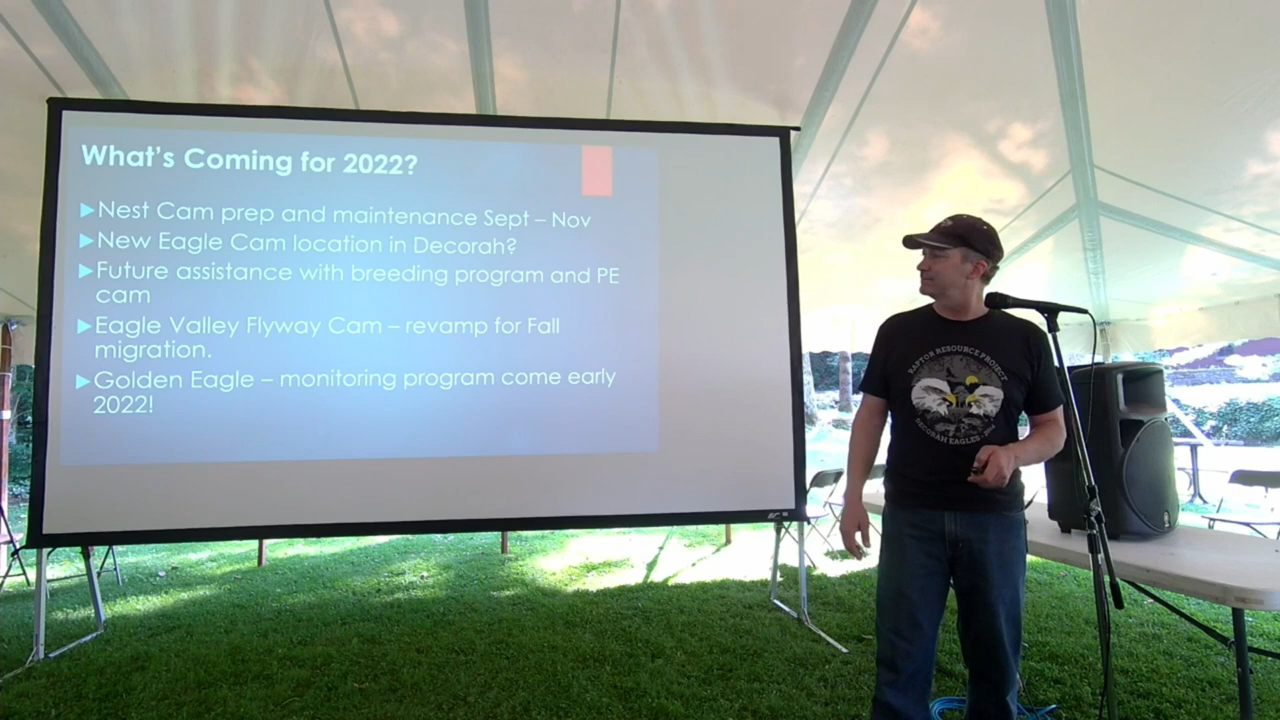 What's Coming for 2022?
Nest Cam prep and maintenance Sept – Nov
New Eagle Cam location in Decorah?
Future assistance with breeding program and PE
cam
Eagle Valley Flyway Cam – revamp for Fall
migration.
Golden Eagle – monitoring program come early
2022!
RAPTOR RESOURCE PROJECT
DECORAH EAGLES